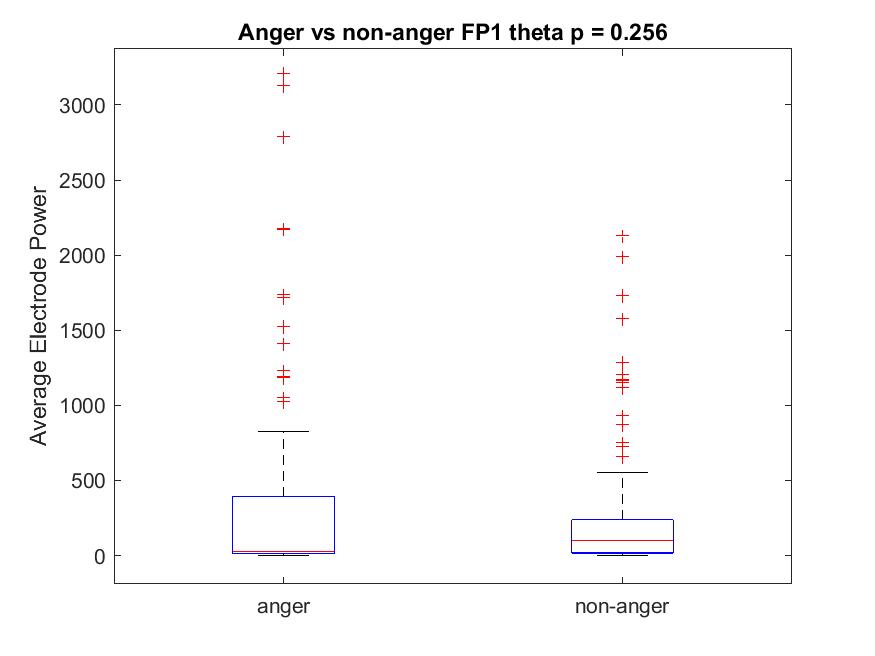 Anger vs non-anger FP1 theta p = 0.256
Average Electrode Power
3000
2500
2000
1500
1000
500
0
anger
non-anger